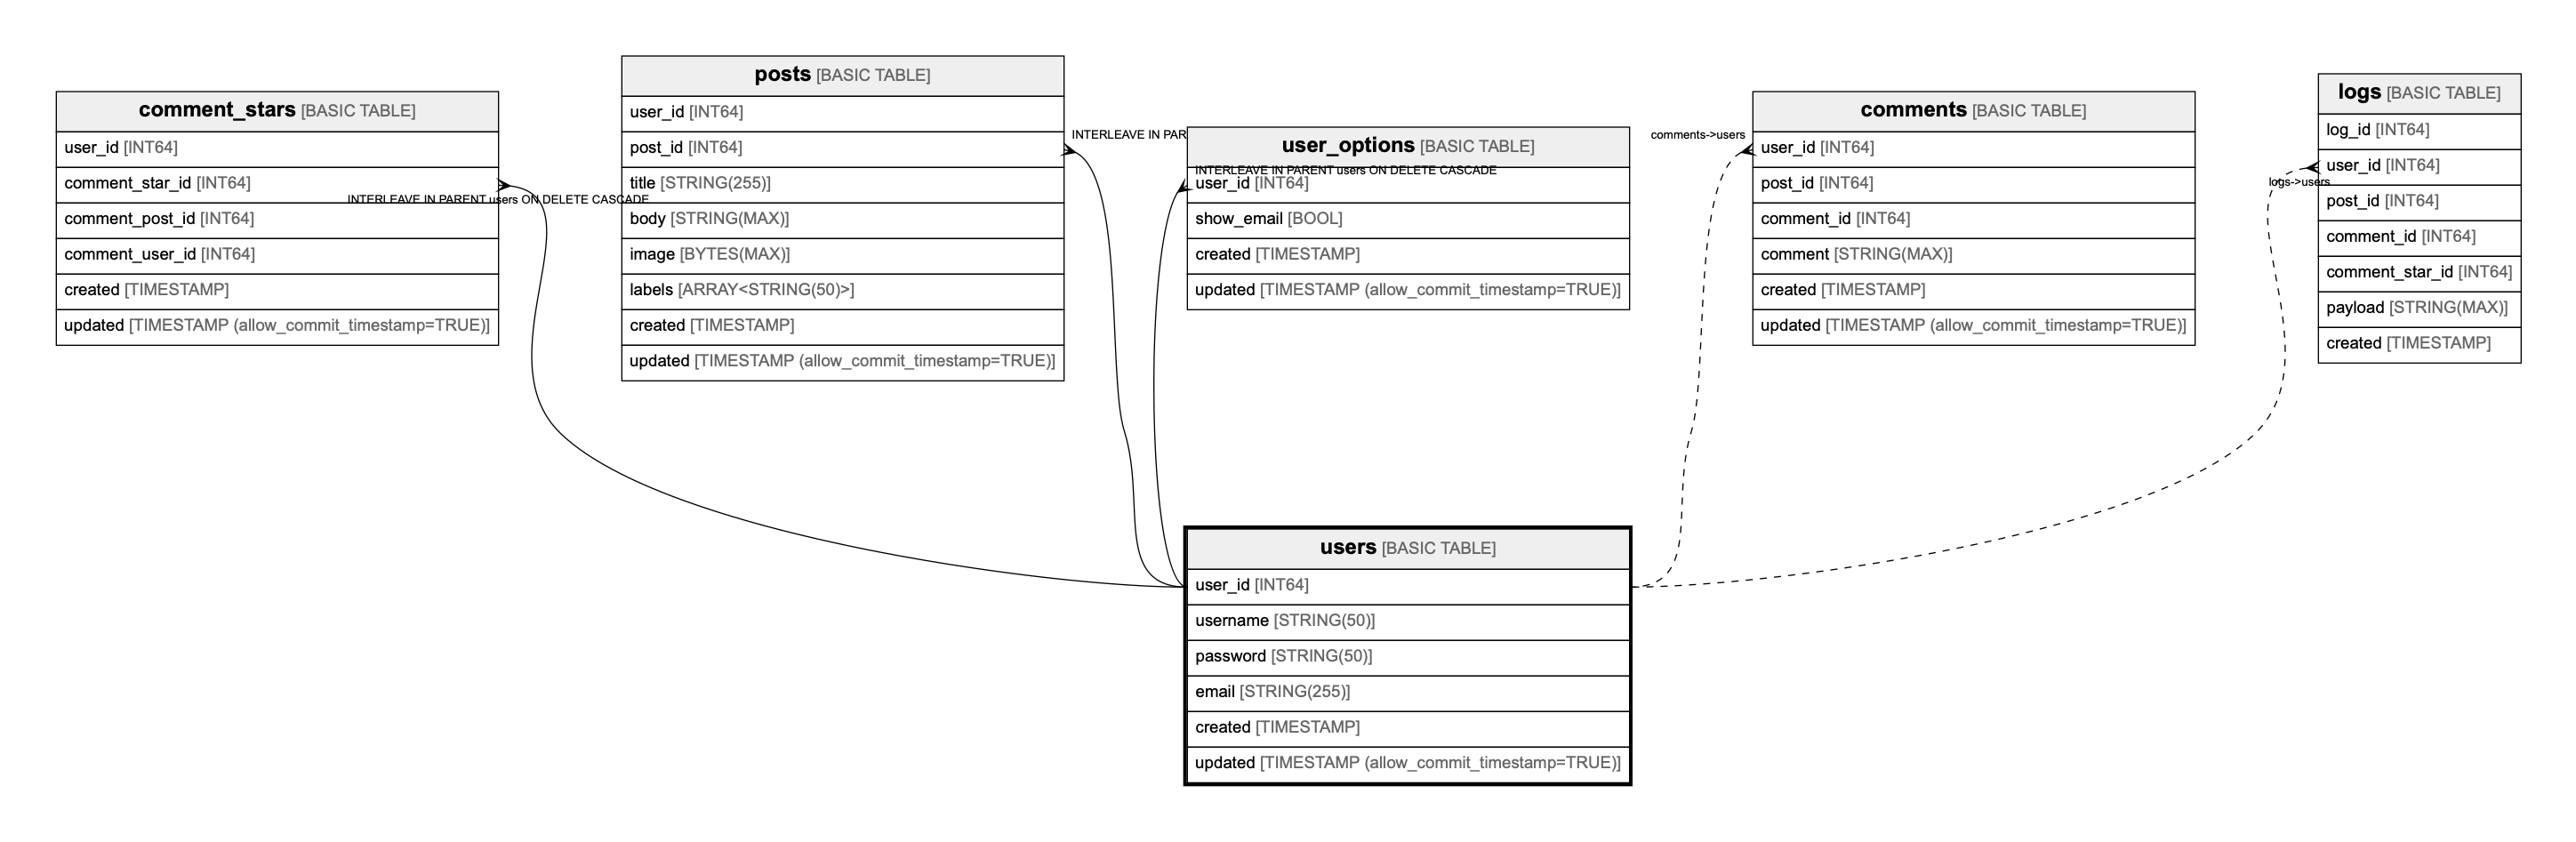 comment_stars [BASIC TABLE]
user_id [INT64]
comment_star_id [INT64]
comment_post_id [INT64]
comment_user_id [INT64]
created [TIMESTAMP]
updated [TIMESTAMP (allow_commit_timestamp=TRUE)]
INTERLEAVE IN PARENT users ON DELETE CASCADE
posts [BASIC TABLE]
user_id [INT64]
post_id [INT64]
title [STRING(255)]
body [STRING(MAX)]
image [BYTES(MAX)]
labels [ARRAY<STRING(50)>]
created [TIMESTAMP]
updated [TIMESTAMP (allow_commit_timestamp=TRUE)]
INTERLEAVE IN PAR
user_options [BASIC TABLE]
INTERLEAVE IN PARENT users ON DELETE CASCADE
user_id [INT64]
show_email [BOOL]
created [TIMESTAMP]
updated [TIMESTAMP (allow_commit_timestamp=TRUE)]
comments->users
comments [BASIC TABLE]
user_id [INT64]
post_id [INT64]
comment_id [INT64]
comment [STRING(MAX)]
created [TIMESTAMP]
updated [TIMESTAMP (allow_commit_timestamp=TRUE)]
logs->users
logs [BASIC TABLE]
log_id [INT64]
user_id [INT64]
post_id [INT64]
comment_id [INT64]
comment_star_id [INT64]
payload [STRING(MAX)]
created [TIMESTAMP]
users [BASIC TABLE]
user_id [INT64]
username [STRING(50)]
password [STRING(50)]
email [STRING(255)]
created [TIMESTAMP]
updated [TIMESTAMP (allow_commit_timestamp=TRUE)]